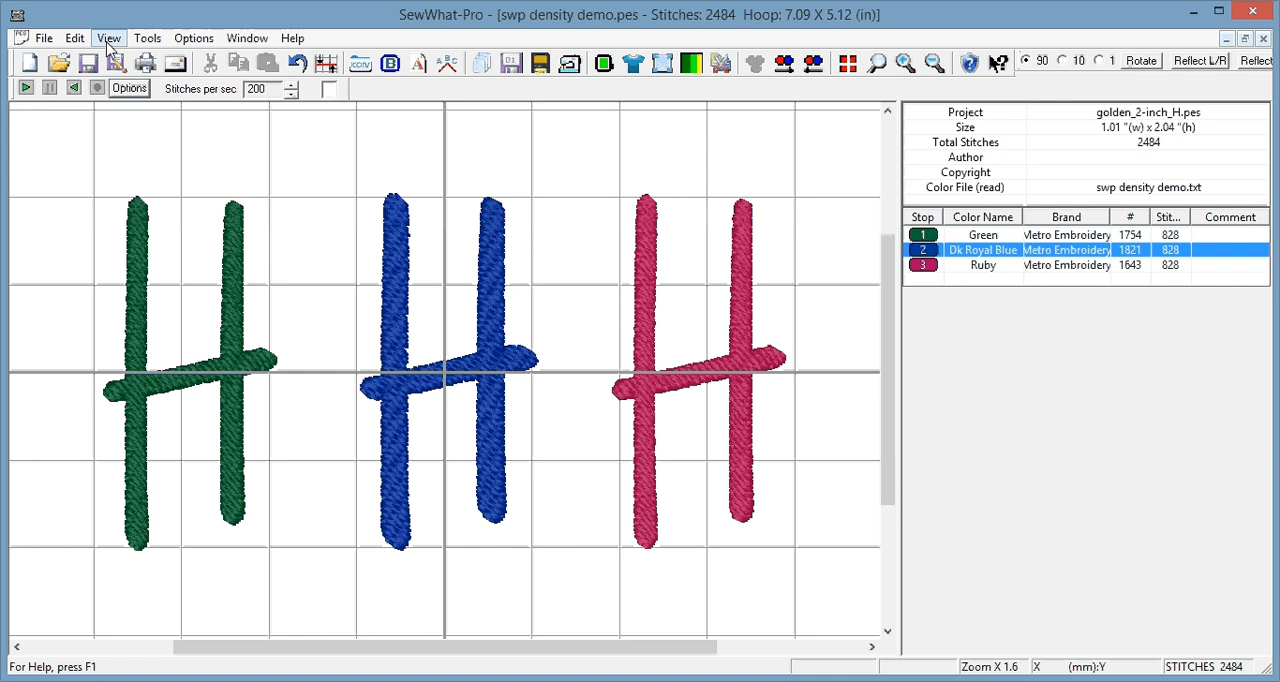 SewWhat-Pro - [swp density demo.pes - Stitches: 2484 Hoop: 7.09 X 5.12 (in)]
File Edit View Tools Options Window Help
90 10 1 Rotate Reflect L/R Reflect
Options Stitches per sec 200
Project golden_2-inch_H.pes
Size 1.01 "(w) x 2.04 "(h)
Total Stitches 2484
Author
Copyright
Color File (read) swp density demo.txt
Stop Color Name Brand # Stit... Comment
1 Green Metro Embroidery 1754 828
2 Dk Royal Blue Metro Embroidery 1821 828
3 Ruby Metro Embroidery 1643 828
H H H
For Help, press F1 Zoom X 1.6 X (mm):Y STITCHES 2484